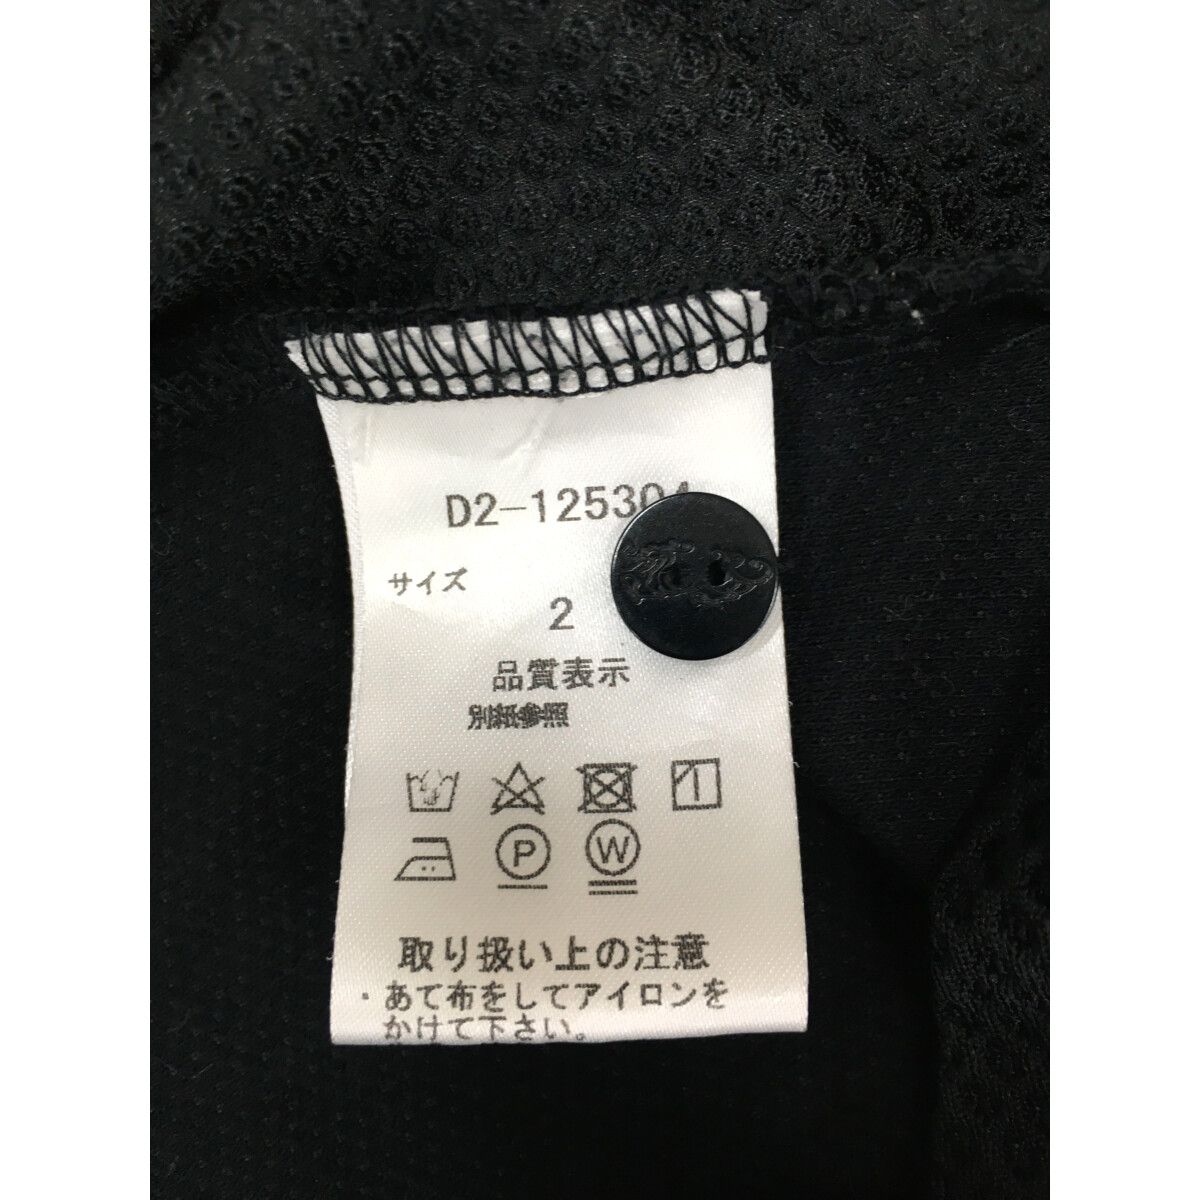 D2-125304
サイズ
2
品質表示
別紙参照
P W
取り扱い上の注意
・あて布をしてアイロンを
かけて下さい。